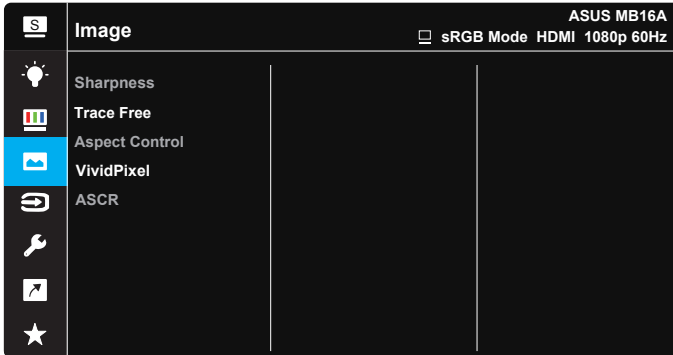 S
Image
ASUS MB16A
sRGB Mode HDMI 1080p 60Hz
Sharpness
Trace Free
Aspect Control
VividPixel
ASCR